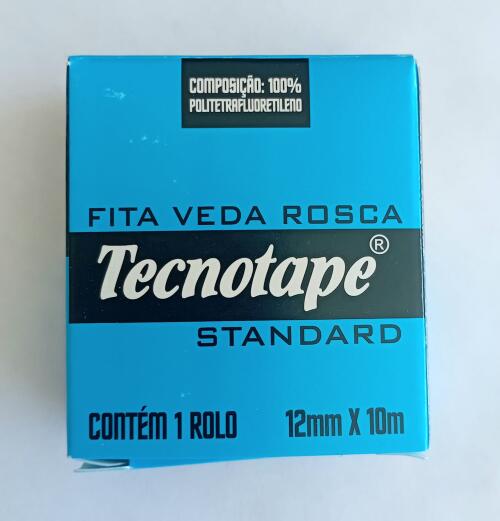 COMPOSIÇÃO: 100%
POLITETRAFLUORETILENO
FITA VEDA ROSCA
Tecnotape®
STANDARD
CONTÉM 1 ROLO 12mm X 10m